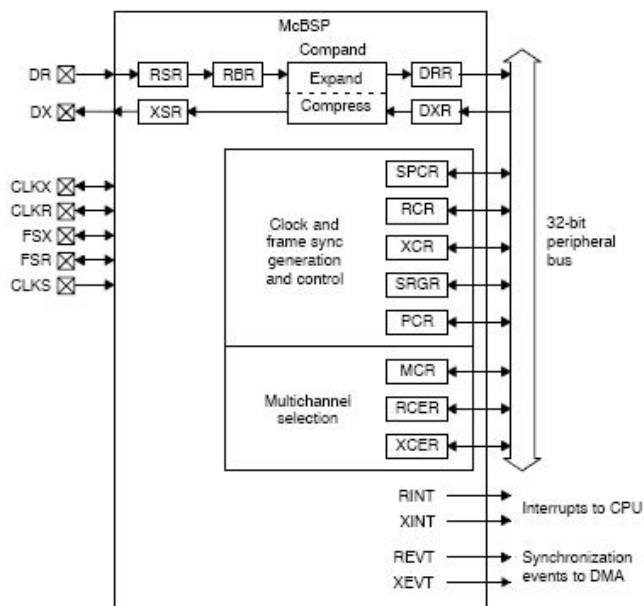 McBSP
Compand
DR
RSR
RBR
Expand
DRR
DX
XSR
Compress
DXR
CLKX
CLKR
FSX
FSR
CLKS
Clock and
frame sync
generation
and control
SPCR
RCR
XCR
SRGR
PCR
32-bit
peripheral
bus
Multichannel
selection
MCR
RCER
XCER
RINT
XINT
Interrupts to CPU
REVT
XEVT
Synchronization
events to DMA